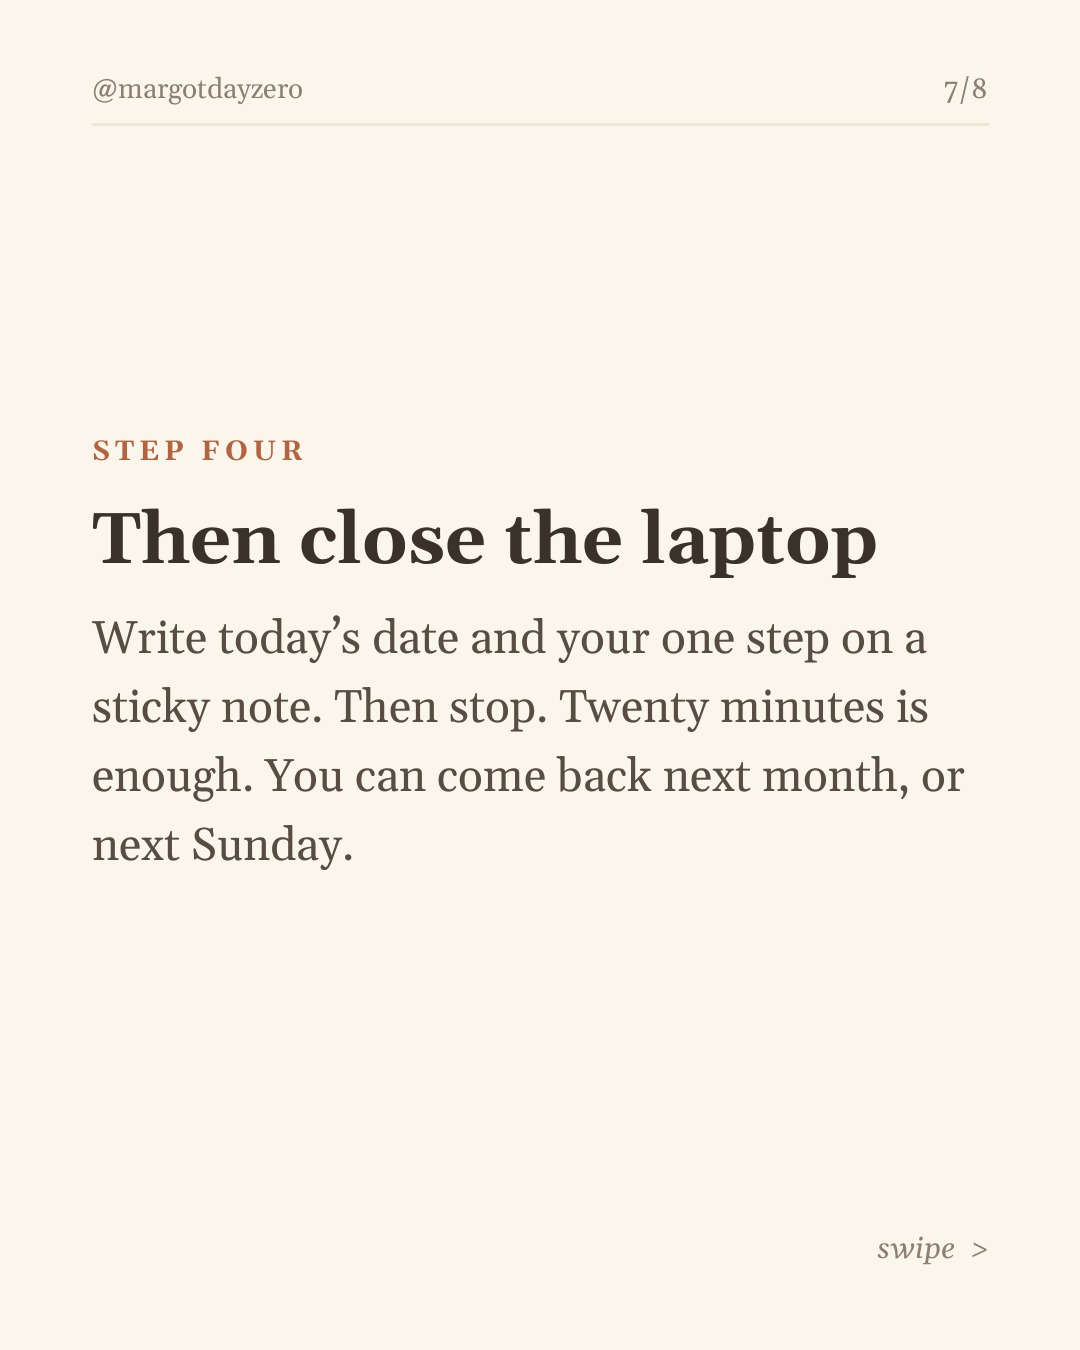 @margotdayzero 7/8
STEP FOUR
Then close the laptop
Write today’s date and your one step on a
sticky note. Then stop. Twenty minutes is
enough. You can come back next month, or
next Sunday.
swipe >